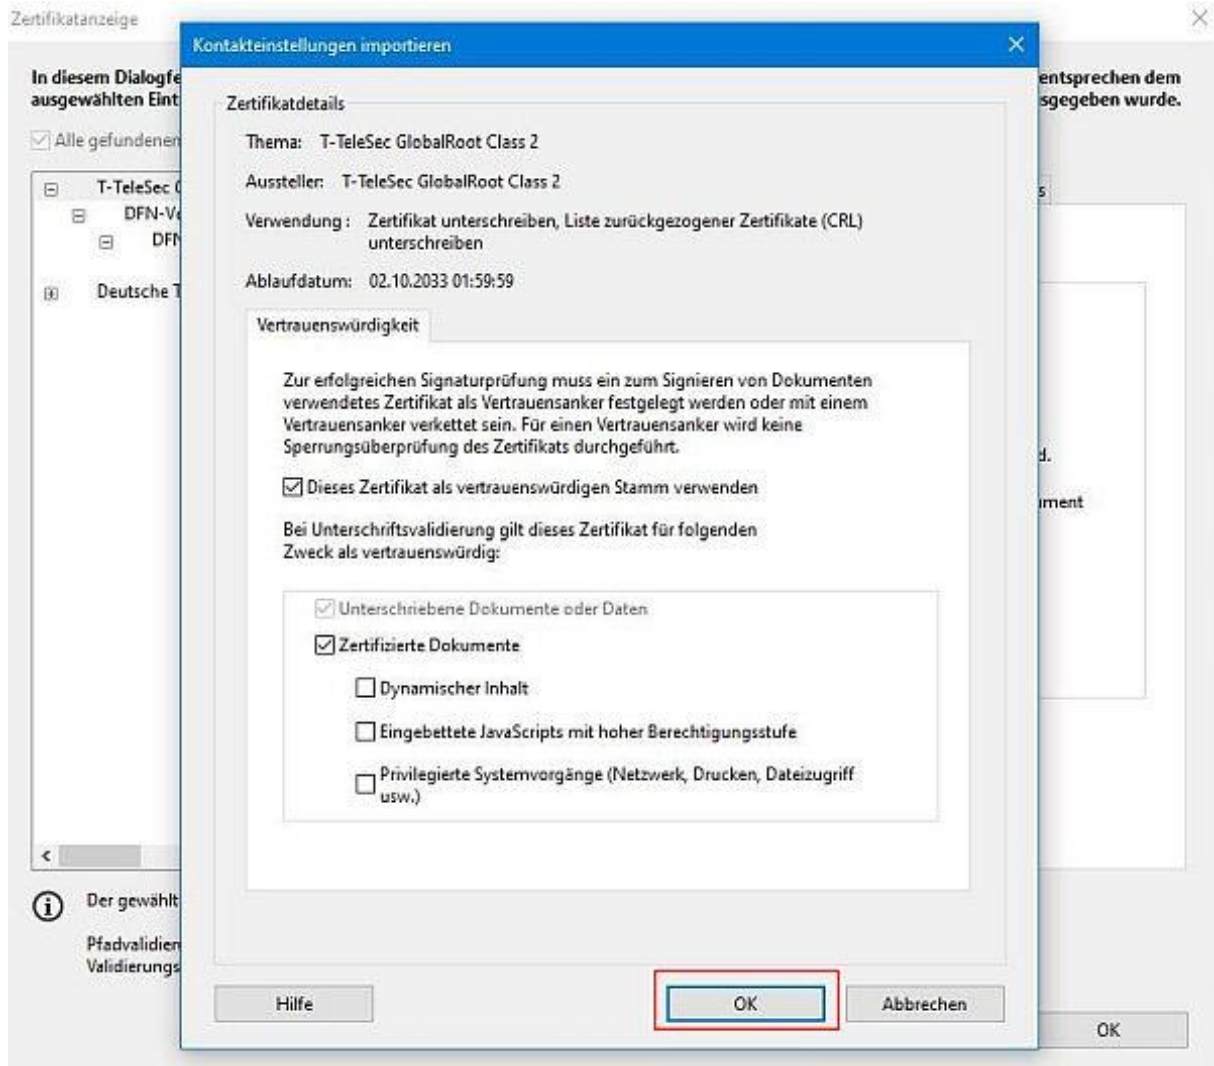 Zertifikatanzeige
Kontakteinstellungen importieren
In diesem Dialogfe
entsprechen dem
ausgewählten Eint
sgegeben wurde.
Zertifikatdetails
Alle gefundenen
Thema: T-TeleSec GlobalRoot Class 2
Aussteller: T-TeleSec GlobalRoot Class 2
T-TeleSec G
s
DFN-Ve
Verwendung : Zertifikat unterschreiben, Liste zurückgezogener Zertifikate (CRL)
unterschreiben
DFN
Ablaufdatum: 02.10.2033 01:59:59
Deutsche T
Vertrauenswürdigkeit
Zur erfolgreichen Signaturprüfung muss ein zum Signieren von Dokumenten
verwendetes Zertifikat als Vertrauensanker festgelegt werden oder mit einem
Vertrauensanker verkettet sein. Für einen Vertrauensanker wird keine
Sperrungsüberprüfung des Zertifikats durchgeführt.
d.
Dieses Zertifikat als vertrauenswürdigen Stamm verwenden
ument
Bei Unterschriftsvalidierung gilt dieses Zertifikat für folgenden
Zweck als vertrauenswürdig:
Unterschriebene Dokumente oder Daten
Zertifizierte Dokumente
Dynamischer Inhalt
Eingebettete JavaScripts mit hoher Berechtigungsstufe
Privilegierte Systemvorgänge (Netzwerk, Drucken, Dateizugriff
usw.)
Der gewählt
Pfadvalidier
Validierungs
Hilfe
OK
Abbrechen
OK